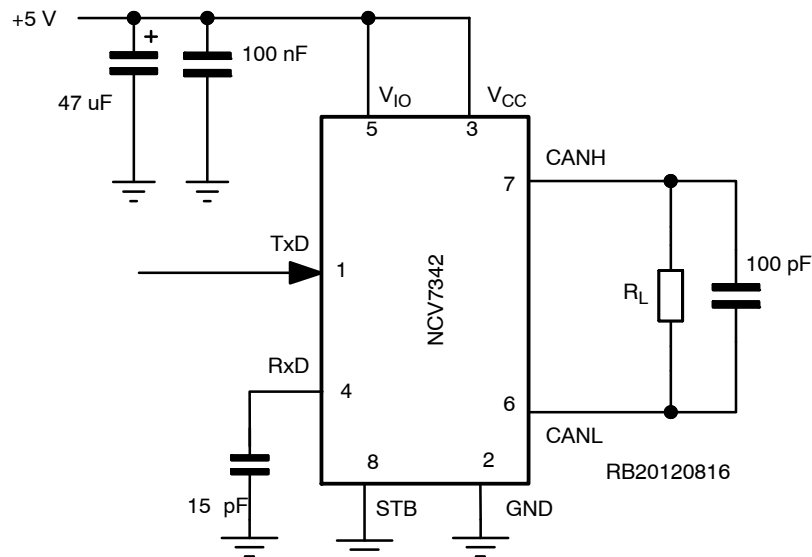 +5 V
+
100 nF
47 uF
VIO
VCC
5
3
CANH
7
TxD
1
NCV7342
RL
100 pF
RxD
4
6
CANL
8
2
RB20120816
15 pF
STB
GND